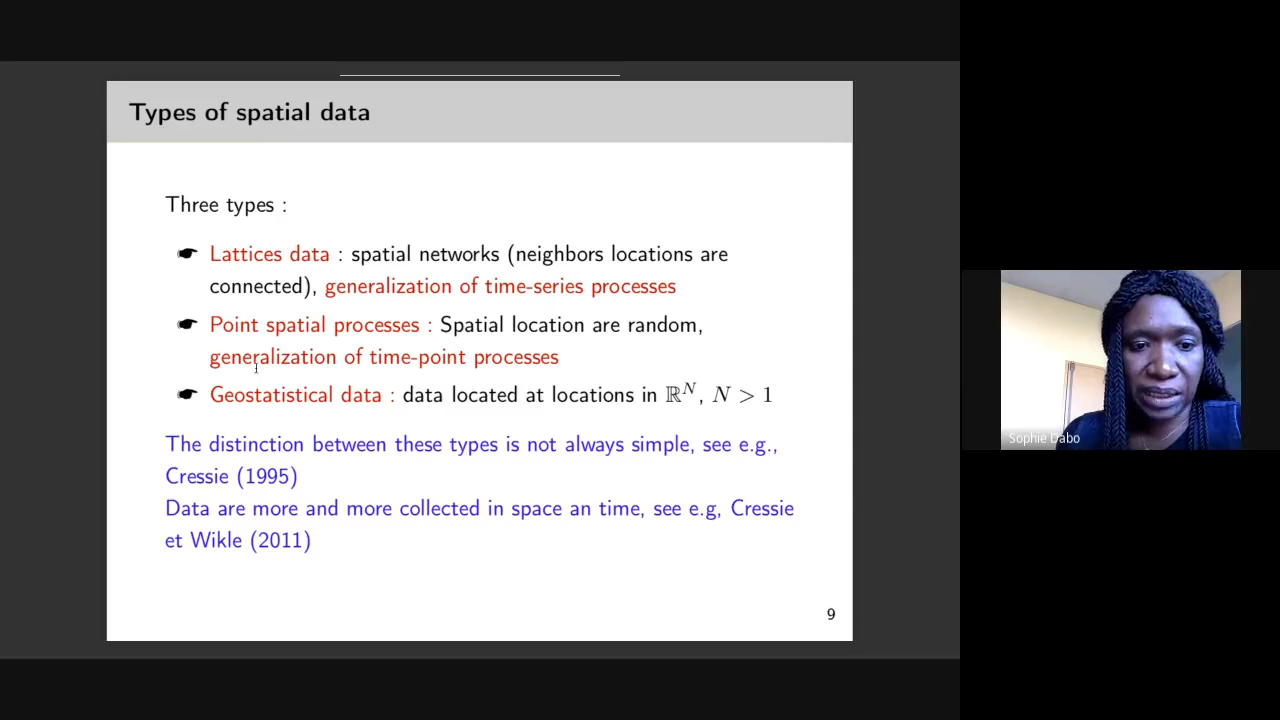 Types of spatial data
Three types :
☛ Lattices data : spatial networks (neighbors locations are
connected), generalization of time-series processes
☛ Point spatial processes : Spatial location are random,
generalization of time-point processes
☛ Geostatistical data : data located at locations in ℝᴺ, N > 1
The distinction between these types is not always simple, see e.g.,
Cressie (1995)
Data are more and more collected in space an time, see e.g, Cressie
et Wikle (2011)
9
Sophie Dabo